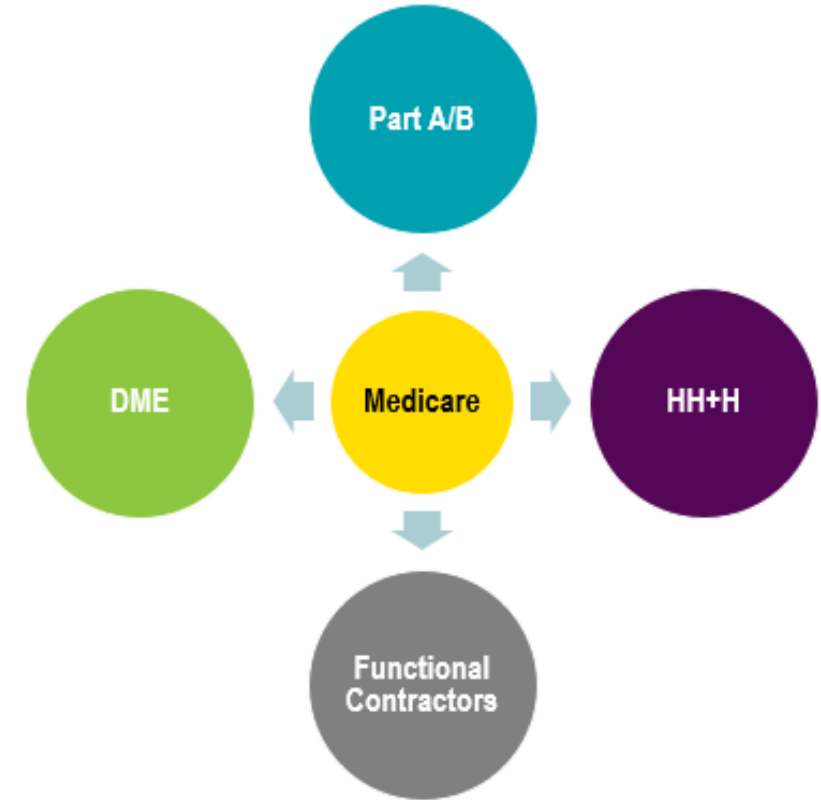 Part A/B
DME
Medicare
HH+H
Functional
Contractors